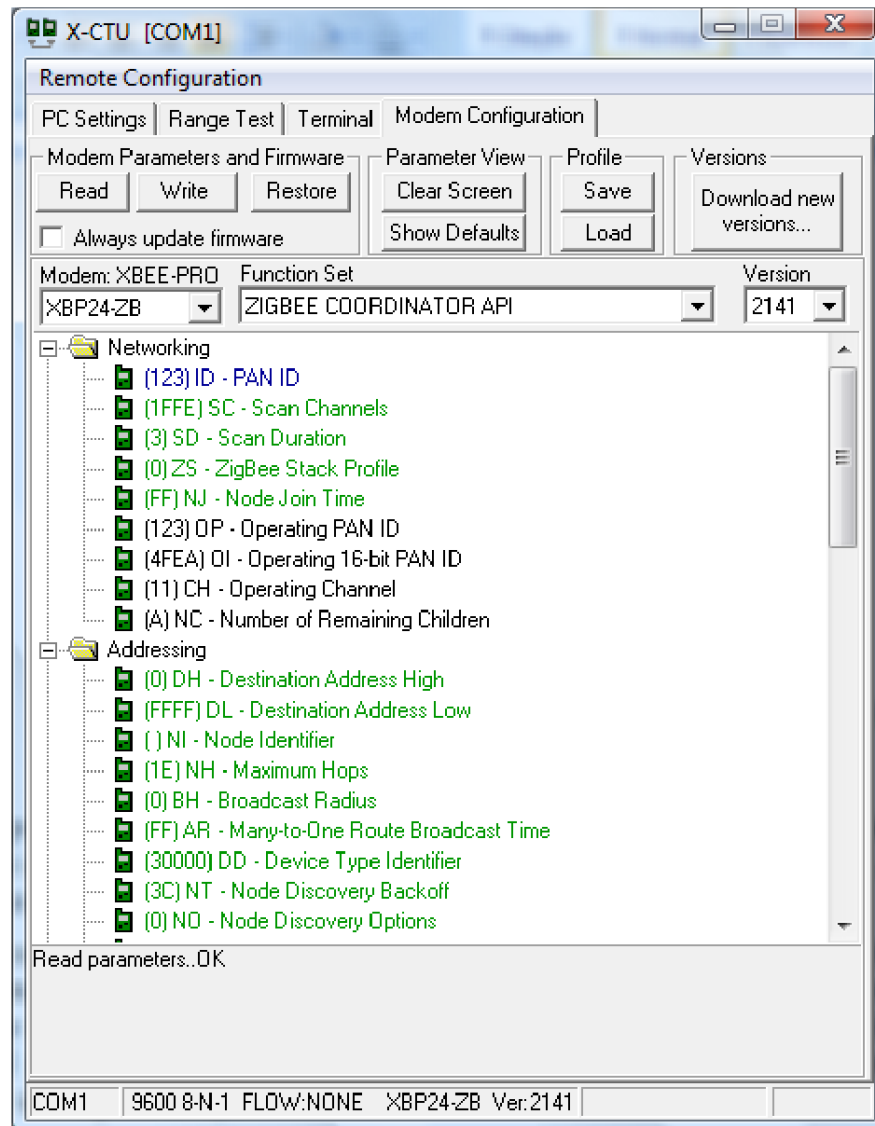 X-CTU [COM1]
Remote Configuration
PC Settings Range Test Terminal Modem Configuration
Modem Parameters and Firmware Parameter View Profile Versions
Read Write Restore Clear Screen Save Download new versions...
Always update firmware Show Defaults Load
Modem: XBEE-PRO Function Set Version
XBP24-ZB ZIGBEE COORDINATOR API 2141
Networking
(123) ID - PAN ID
(1FFE) SC - Scan Channels
(3) SD - Scan Duration
(0) ZS - ZigBee Stack Profile
(FF) NJ - Node Join Time
(123) OP - Operating PAN ID
(4FEA) OI - Operating 16-bit PAN ID
(11) CH - Operating Channel
(A) NC - Number of Remaining Children
Addressing
(0) DH - Destination Address High
(FFFF) DL - Destination Address Low
( ) NI - Node Identifier
(1E) NH - Maximum Hops
(0) BH - Broadcast Radius
(FF) AR - Many-to-One Route Broadcast Time
(30000) DD - Device Type Identifier
(3C) NT - Node Discovery Backoff
(0) NO - Node Discovery Options
Read parameters..OK
COM1 9600 8-N-1 FLOW:NONE XBP24-ZB Ver:2141